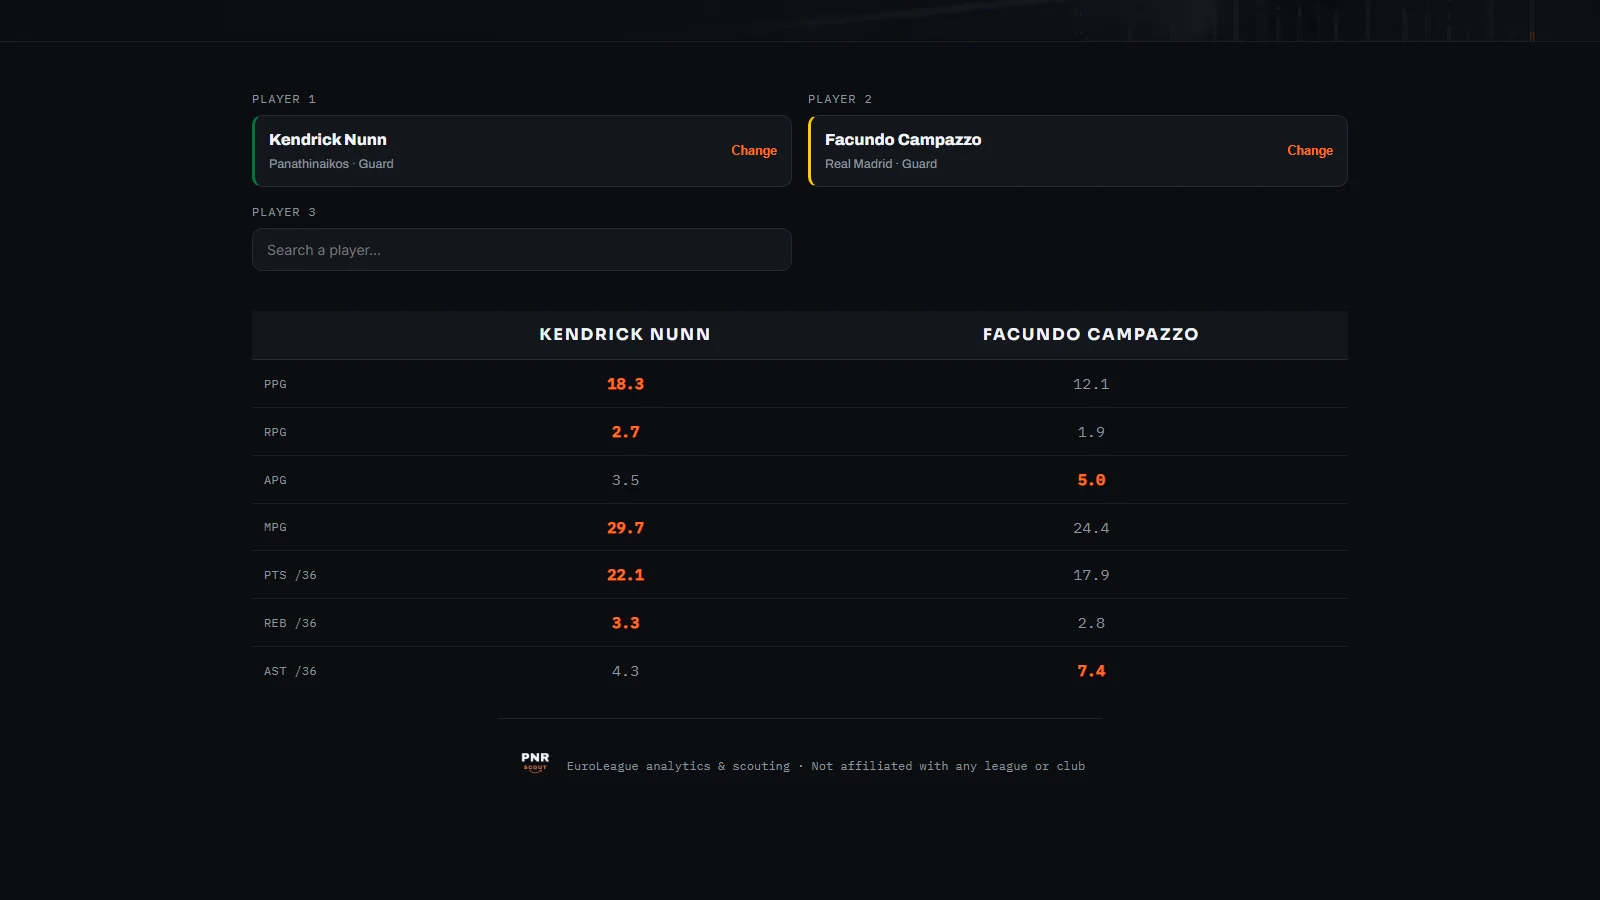 PLAYER 1
Kendrick Nunn
Panathinaikos · Guard
Change
PLAYER 2
Facundo Campazzo
Real Madrid · Guard
Change
PLAYER 3
Search a player...
KENDRICK NUNN FACUNDO CAMPAZZO
PPG 18.3 12.1
RPG 2.7 1.9
APG 3.5 5.0
MPG 29.7 24.4
PTS /36 22.1 17.9
REB /36 3.3 2.8
AST /36 4.3 7.4
PNR
SCOUT
EuroLeague analytics & scouting · Not affiliated with any league or club